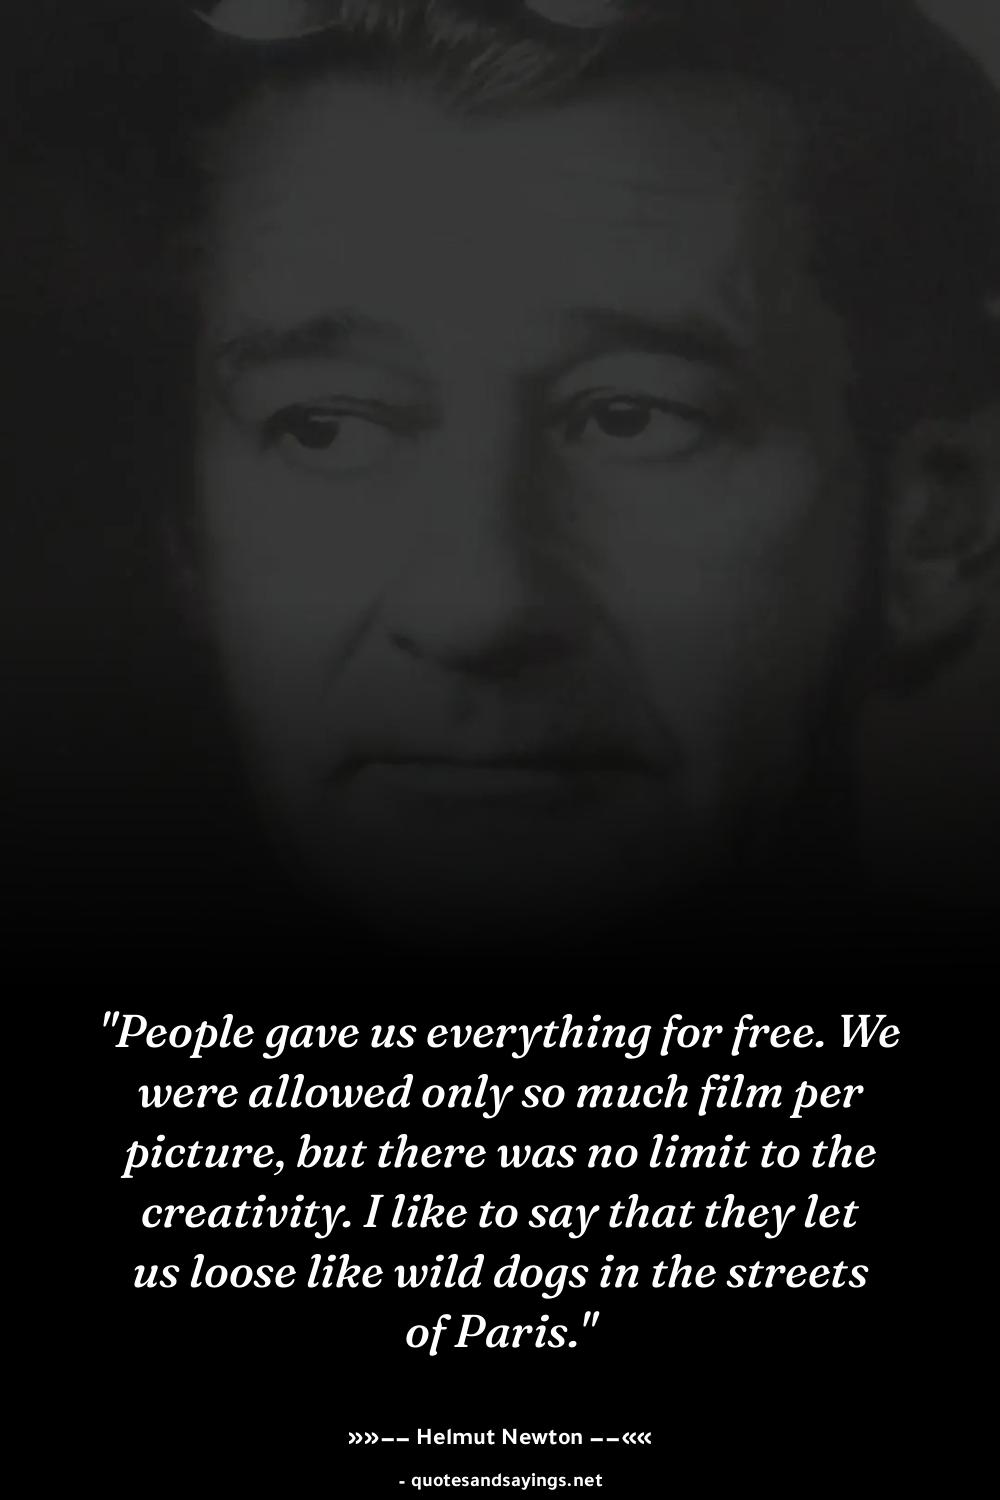 "People gave us everything for free. We
were allowed only so much film per
picture, but there was no limit to the
creativity. I like to say that they let
us loose like wild dogs in the streets
of Paris."
»»−− Helmut Newton −−««
- quotesandsayings.net